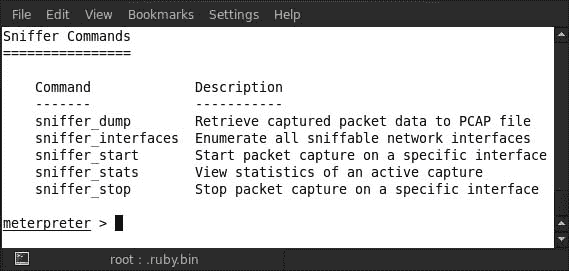 File Edit View Bookmarks Settings Help
Sniffer Commands
================
Command Description
------- -----------
sniffer_dump Retrieve captured packet data to PCAP file
sniffer_interfaces Enumerate all sniffable network interfaces
sniffer_start Start packet capture on a specific interface
sniffer_stats View statistics of an active capture
sniffer_stop Stop packet capture on a specific interface
meterpreter >
root : .ruby.bin